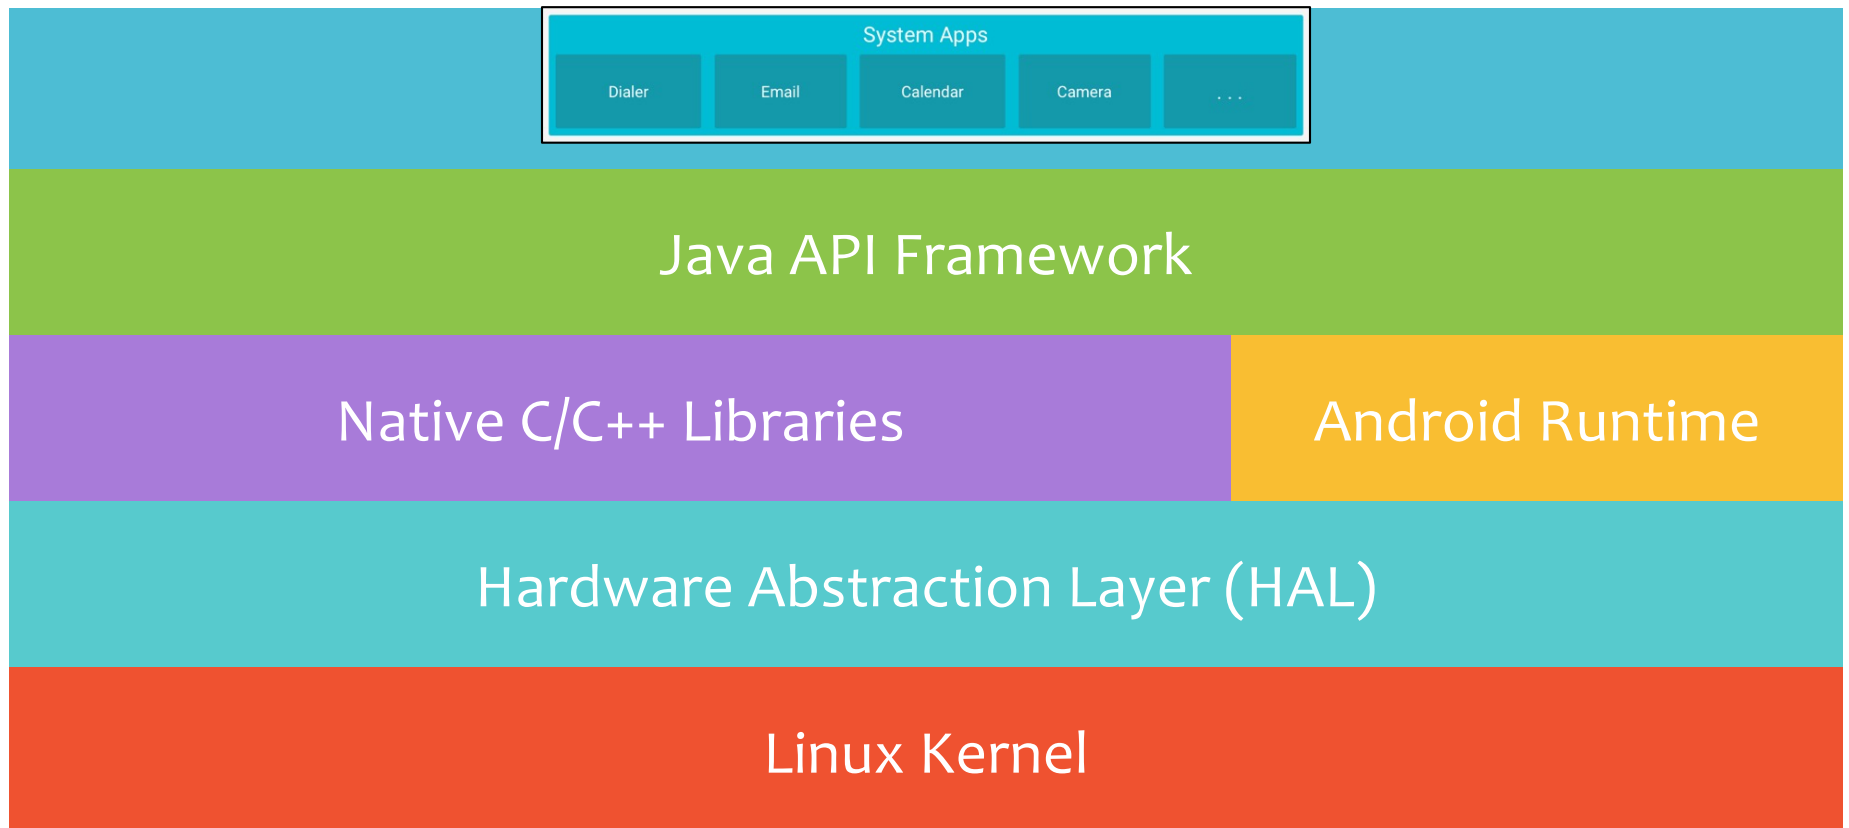 System Apps
Dialer Email Calendar Camera . . .
Java API Framework
Native C/C++ Libraries Android Runtime
Hardware Abstraction Layer (HAL)
Linux Kernel